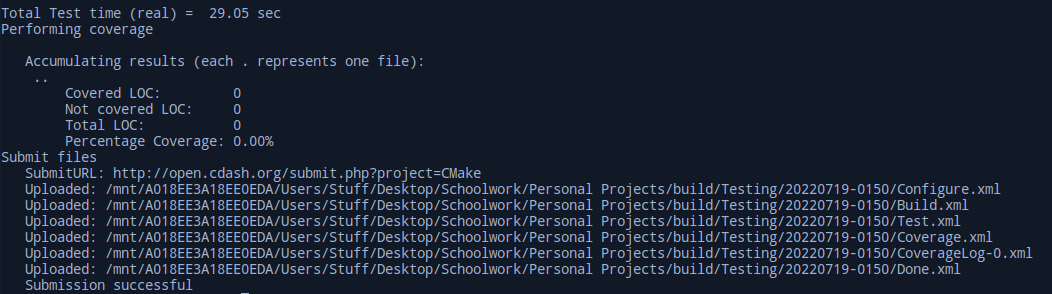 Total Test time (real) =  29.05 sec
Performing coverage
   Accumulating results (each . represents one file):
    ..
        Covered LOC:         0
        Not covered LOC:     0
        Total LOC:           0
        Percentage Coverage: 0.00%
Submit files
   SubmitURL: http://open.cdash.org/submit.php?project=CMake
   Uploaded: /mnt/A018EE3A18EE0EDA/Users/Stuff/Desktop/Schoolwork/Personal Projects/build/Testing/20220719-0150/Configure.xml
   Uploaded: /mnt/A018EE3A18EE0EDA/Users/Stuff/Desktop/Schoolwork/Personal Projects/build/Testing/20220719-0150/Build.xml
   Uploaded: /mnt/A018EE3A18EE0EDA/Users/Stuff/Desktop/Schoolwork/Personal Projects/build/Testing/20220719-0150/Test.xml
   Uploaded: /mnt/A018EE3A18EE0EDA/Users/Stuff/Desktop/Schoolwork/Personal Projects/build/Testing/20220719-0150/Coverage.xml
   Uploaded: /mnt/A018EE3A18EE0EDA/Users/Stuff/Desktop/Schoolwork/Personal Projects/build/Testing/20220719-0150/CoverageLog-0.xml
   Uploaded: /mnt/A018EE3A18EE0EDA/Users/Stuff/Desktop/Schoolwork/Personal Projects/build/Testing/20220719-0150/Done.xml
   Submission successful